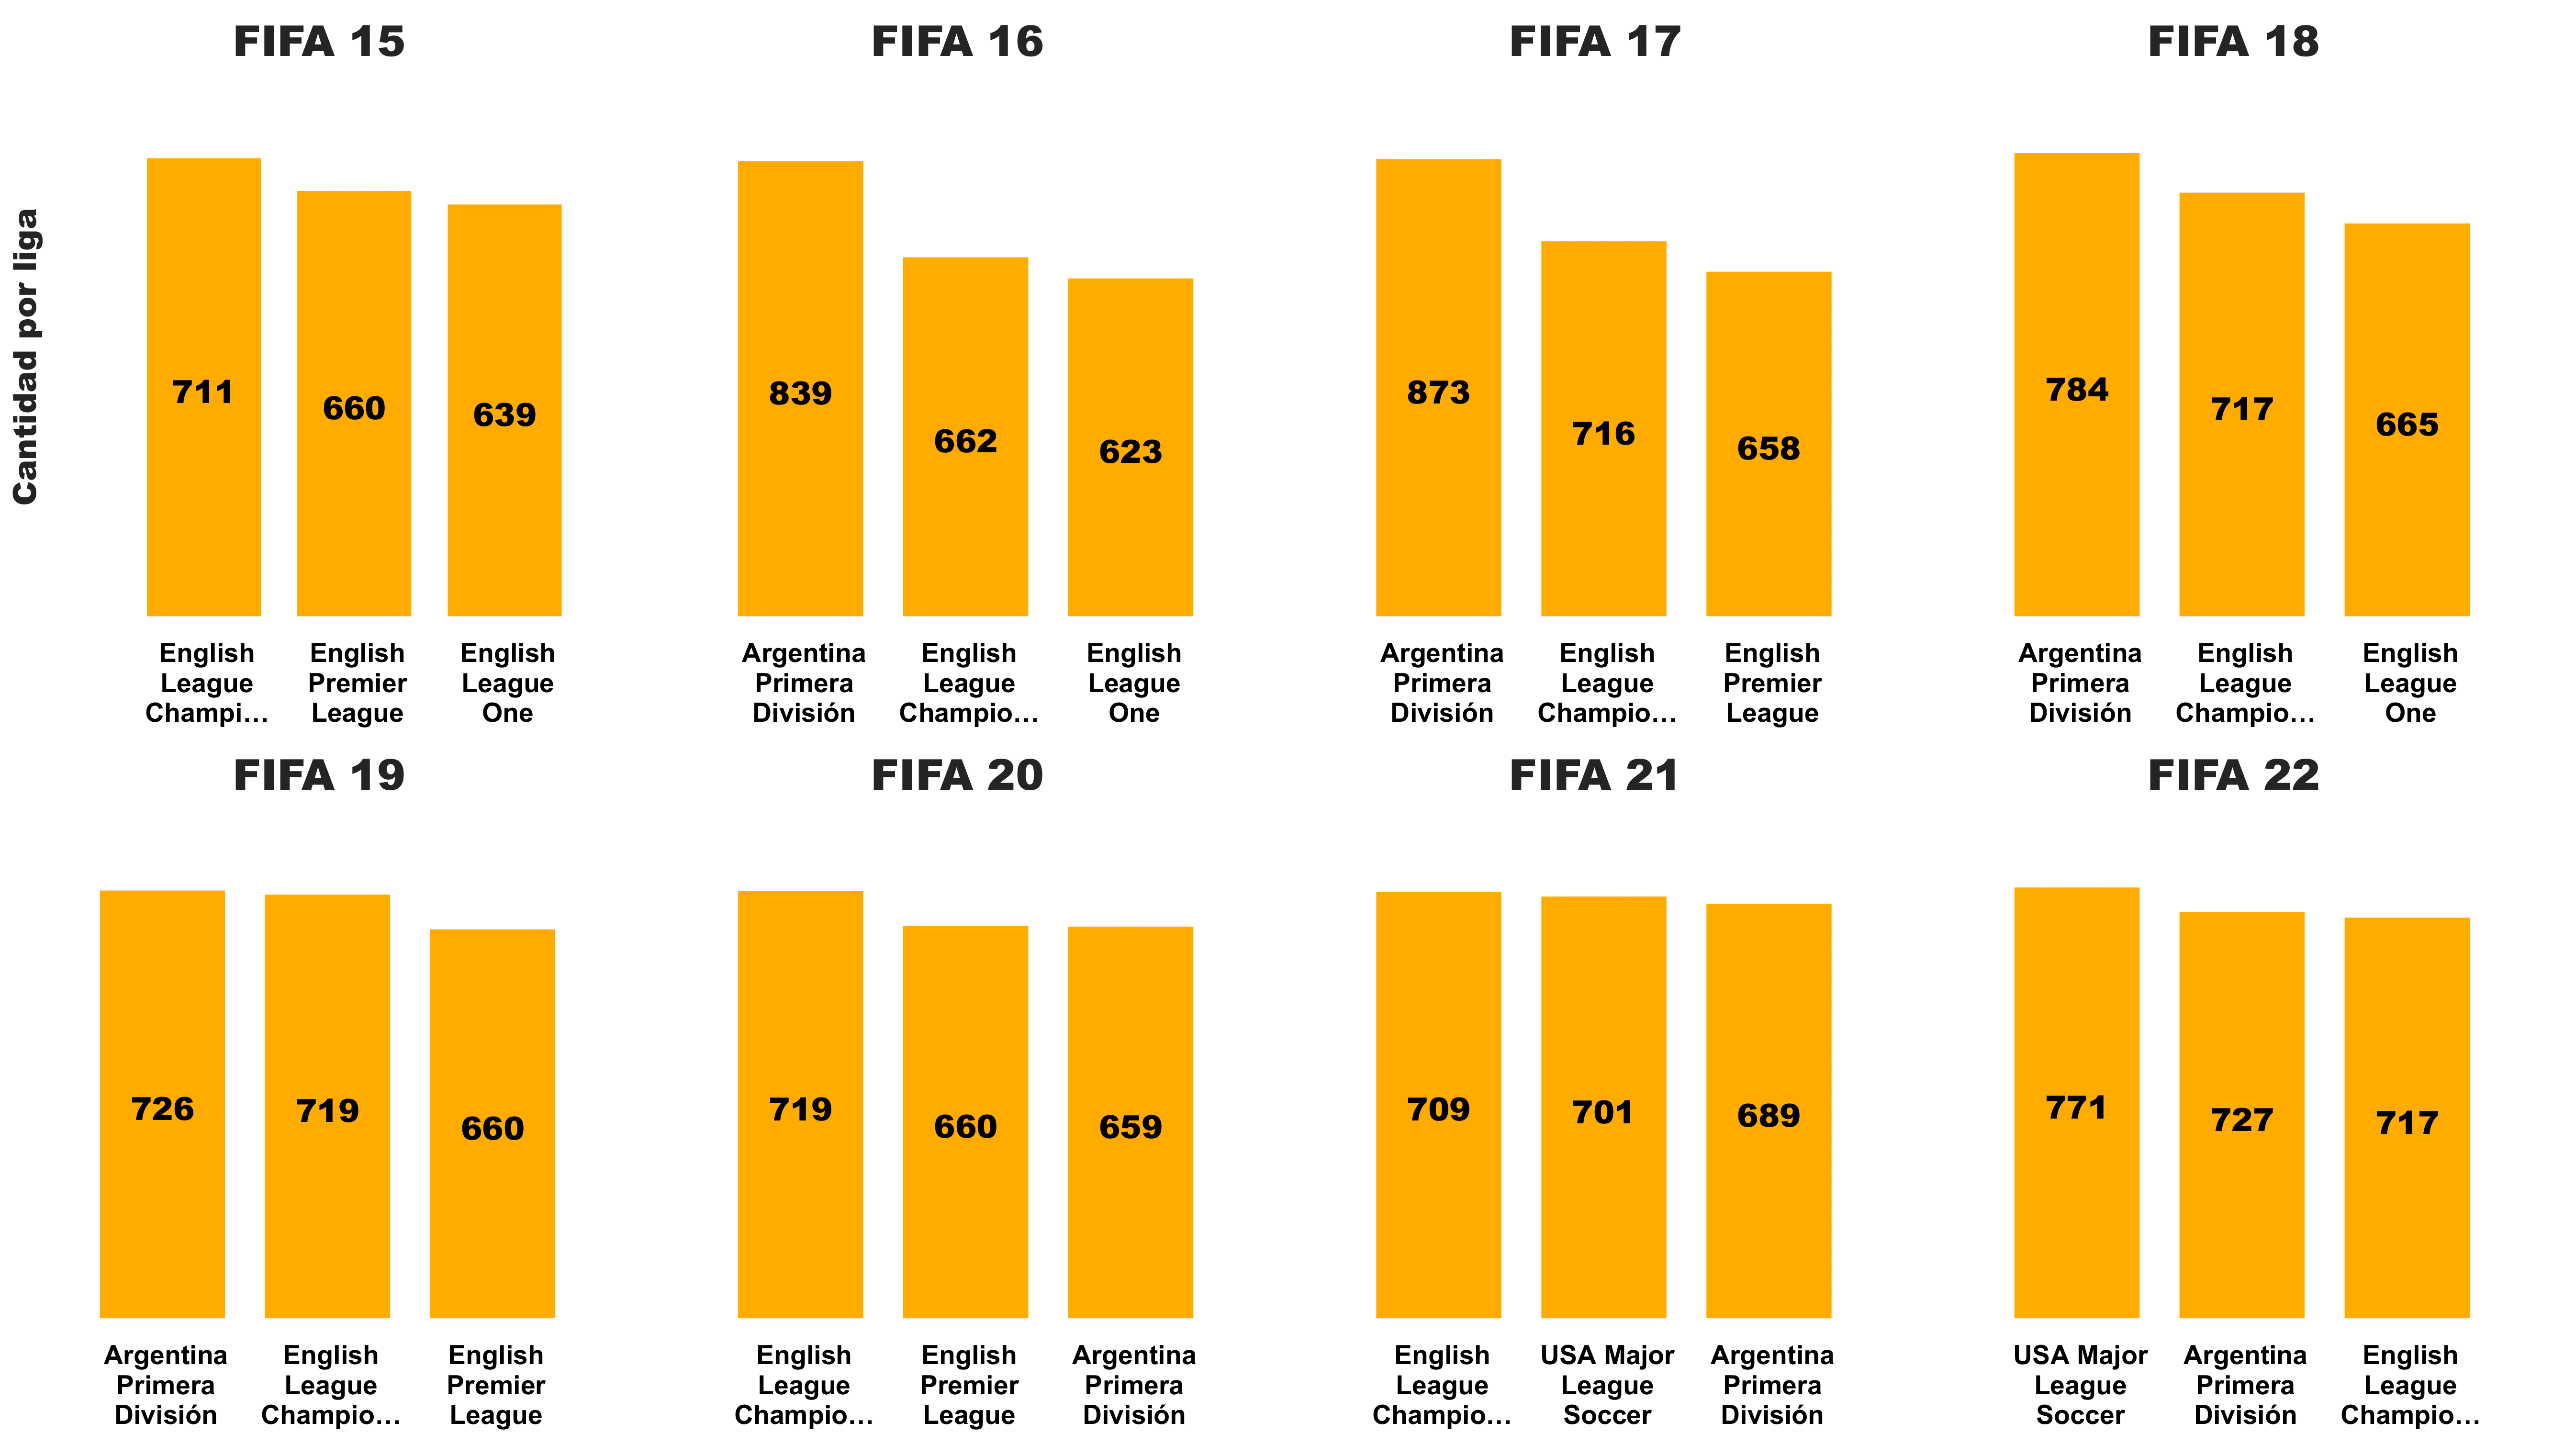 FIFA 15
FIFA 16
FIFA 17
FIFA 18
Cantidad por liga
711
660
639
839
662
623
873
716
658
784
717
665
English
League
Champi…
English
Premier
League
English
League
One
Argentina
Primera
División
English
League
Champio…
English
League
One
Argentina
Primera
División
English
League
Champio…
English
Premier
League
Argentina
Primera
División
English
League
Champio…
English
League
One
FIFA 19
FIFA 20
FIFA 21
FIFA 22
726
719
660
719
660
659
709
701
689
771
727
717
Argentina
Primera
División
English
League
Champio…
English
Premier
League
English
League
Champio…
English
Premier
League
Argentina
Primera
División
English
League
Champio…
USA Major
League
Soccer
Argentina
Primera
División
USA Major
League
Soccer
Argentina
Primera
División
English
League
Champio…